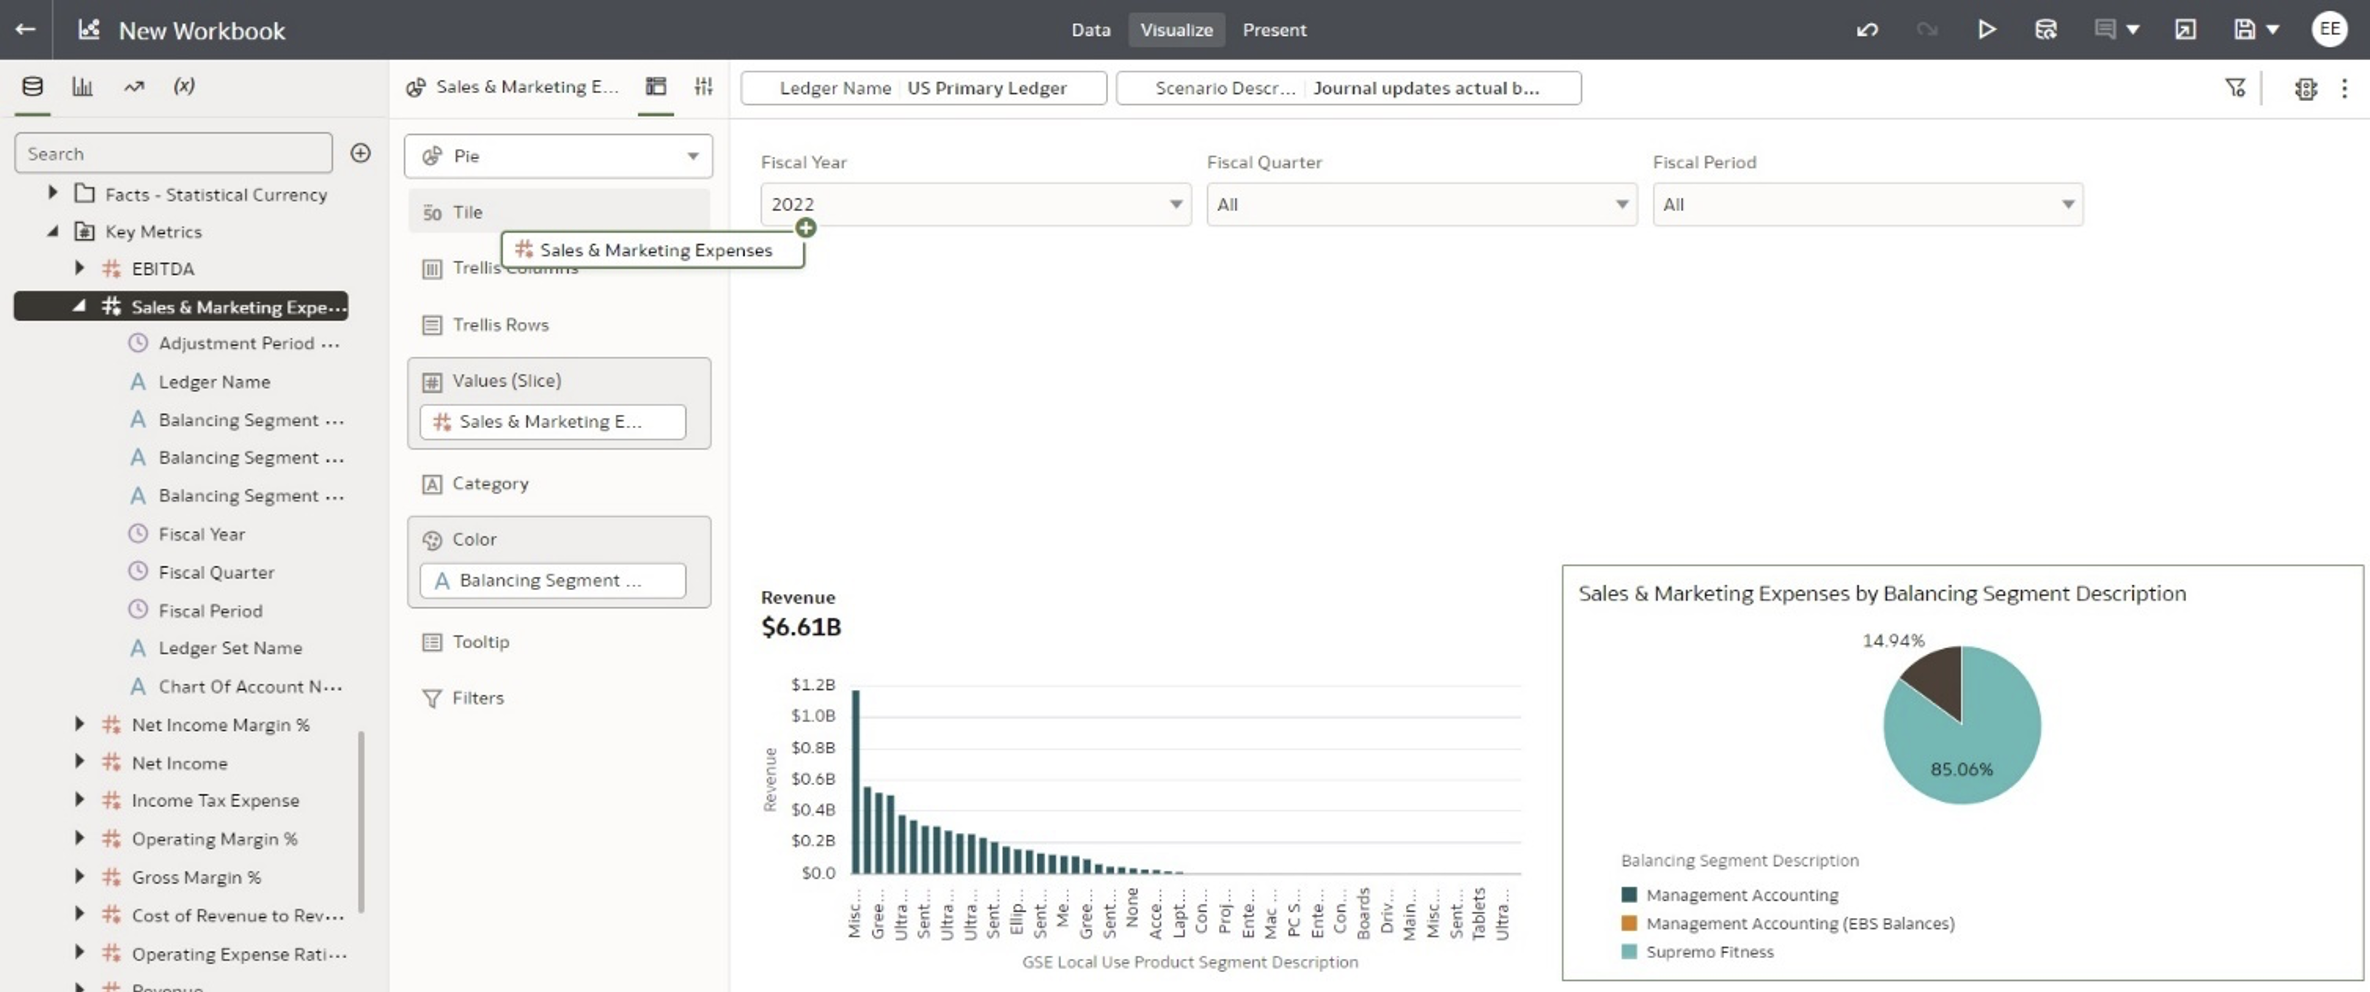 New Workbook
Data
Visualize
Present
EE
(x)
Search
Facts - Statistical Currency
Key Metrics
EBITDA
Sales & Marketing Expe...
Adjustment Period ...
Ledger Name
Balancing Segment ...
Balancing Segment ...
Balancing Segment ...
Fiscal Year
Fiscal Quarter
Fiscal Period
Ledger Set Name
Chart Of Account N...
Net Income Margin %
Net Income
Income Tax Expense
Operating Margin %
Gross Margin %
Cost of Revenue to Rev...
Operating Expense Rati...
Revenue
Sales & Marketing E...
Pie
50 Tile
Sales & Marketing Expenses
Trellis Columns
Trellis Rows
Values (Slice)
Sales & Marketing E...
Category
Color
Balancing Segment ...
Tooltip
Filters
Ledger Name US Primary Ledger
Scenario Descr... Journal updates actual b...
Fiscal Year
2022
Fiscal Quarter
All
Fiscal Period
All
Revenue
$6.61B
$1.2B
$1.0B
$0.8B
$0.6B
$0.4B
$0.2B
$0.0
Revenue
Misc...
Gree...
Ultra...
Sent...
Ultra...
Ultra...
Sent...
Ellip...
Sent...
Me...
Gree...
Sent...
None
Acce...
Lapt...
Con...
Proj...
Ente...
Mac ...
PC S...
Ente...
Con...
Boards
Driv...
Main...
Misc...
Sent...
Tablets
Ultra...
GSE Local Use Product Segment Description
Sales & Marketing Expenses by Balancing Segment Description
14.94%
85.06%
Balancing Segment Description
Management Accounting
Management Accounting (EBS Balances)
Supremo Fitness